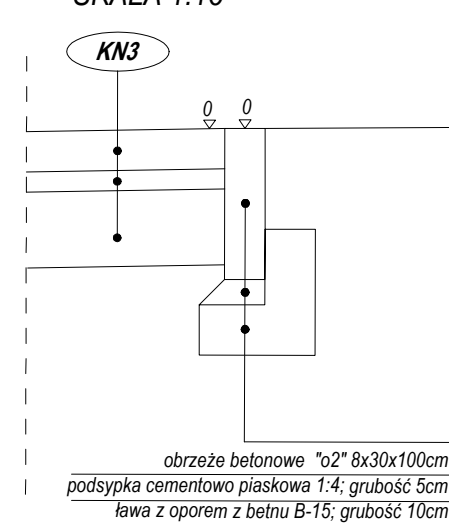 SKALA 1:10
KN3
0 0
obrzeże betonowe "o2" 8x30x100cm
podsypka cementowo piaskowa 1:4; grubość 5cm
ława z oporem z betnu B-15; grubość 10cm